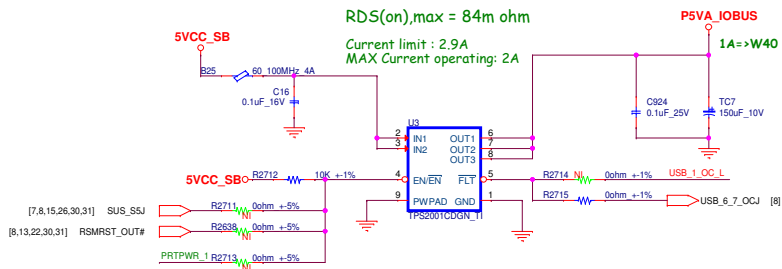 RDS(on),max = 84m ohm
P5VA_IOBUS
5VCC_SB
Current limit : 2.9A
MAX Current operating: 2A
1A=>W40
B25
60_100MHz_4A
C16
0.1uF_16V
C924
0.1uF_25V
TC7
150uF_10V
U3
2
3
IN1
IN2
OUT1
OUT2
OUT3
6
7
8
5VCC_SB
R2712
10K +-1%
4
EN/EN
FLT
5
R2714
NI
0ohm +-1%
USB_1_OC_L
9
PWPAD
GND
1
R2715
0ohm +-1%
USB_6_7_OCJ
[8]
TPS2001CDGN_TI
[7,8,15,26,30,31]
SUS_S5J
R2711
NI
0ohm +-5%
[8,13,22,30,31]
RSMRST_OUT#
R2638
NI
0ohm +-5%
PRTPWR_1
R2713
NI
0ohm +-5%